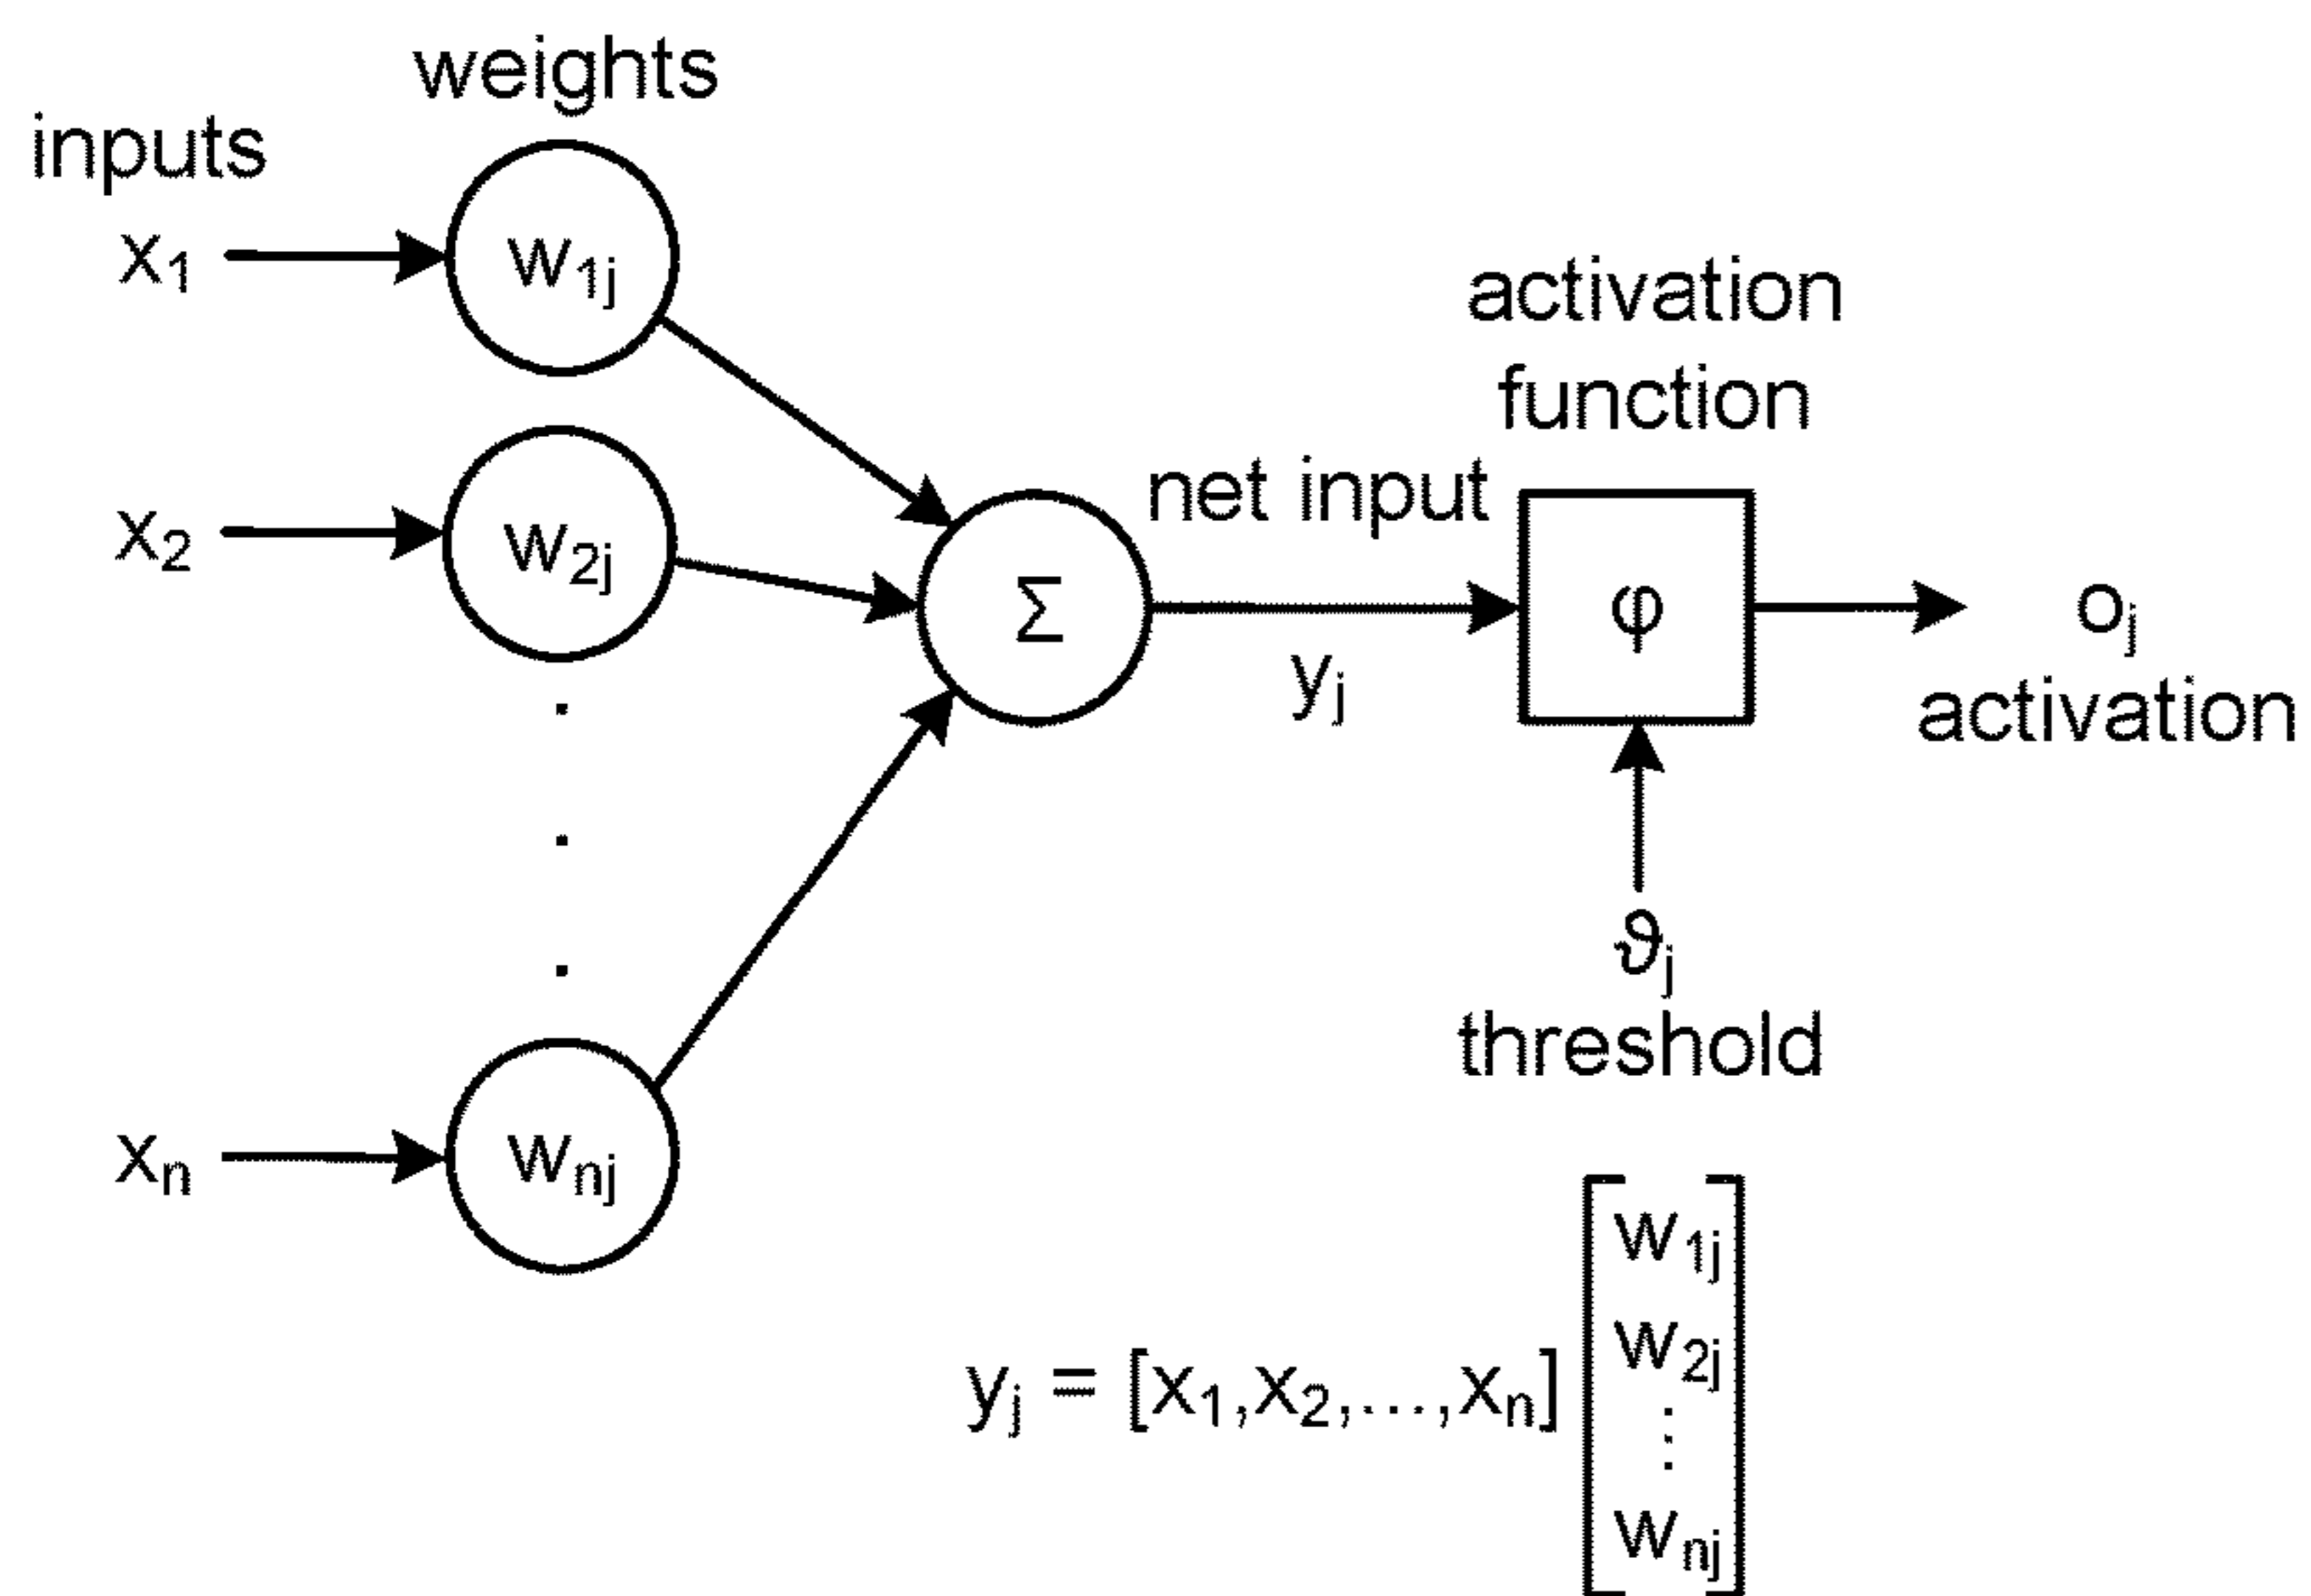 weights
inputs
x₁
w₁ⱼ
activation
function
net input
x₂
w₂ⱼ
Σ
yⱼ
φ
oⱼ
activation
.
.
.
ϑⱼ
threshold
xₙ
wₙⱼ
yⱼ = [x₁,x₂,...,xₙ]
w₁ⱼ
w₂ⱼ
⋮
wₙⱼ